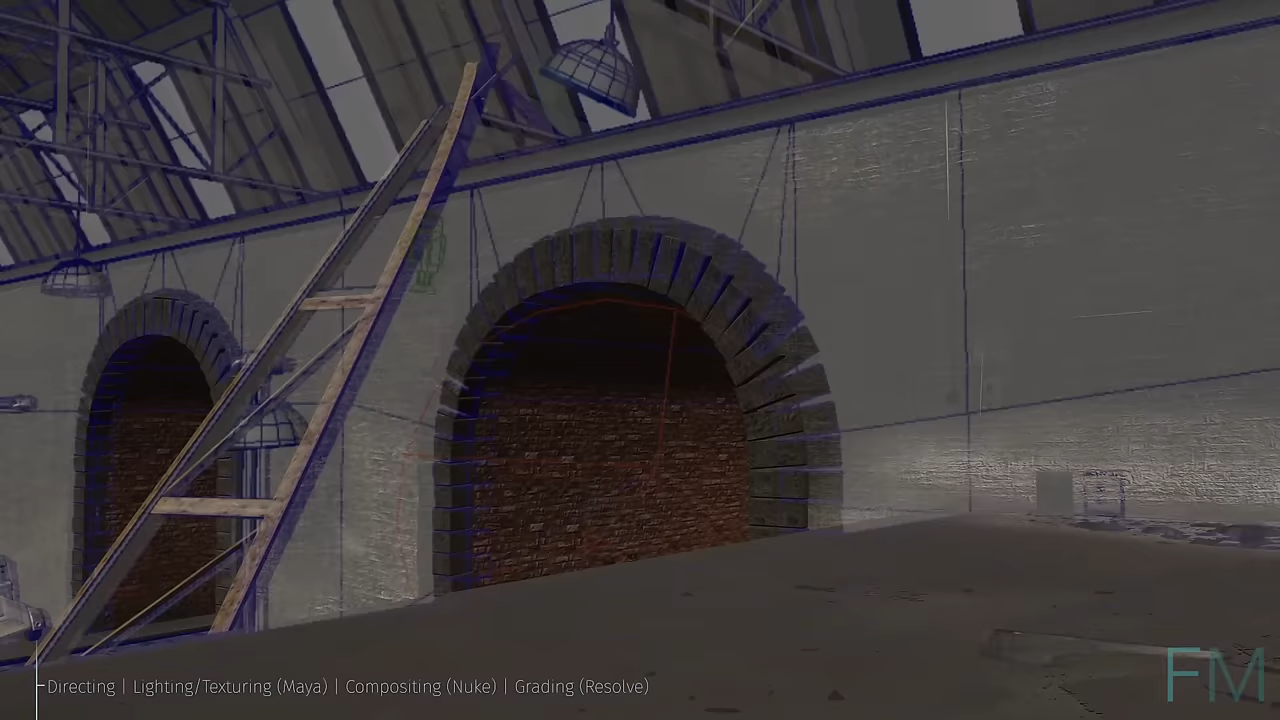 Directing | Lighting/Texturing (Maya) | Compositing (Nuke) | Grading (Resolve)
FM